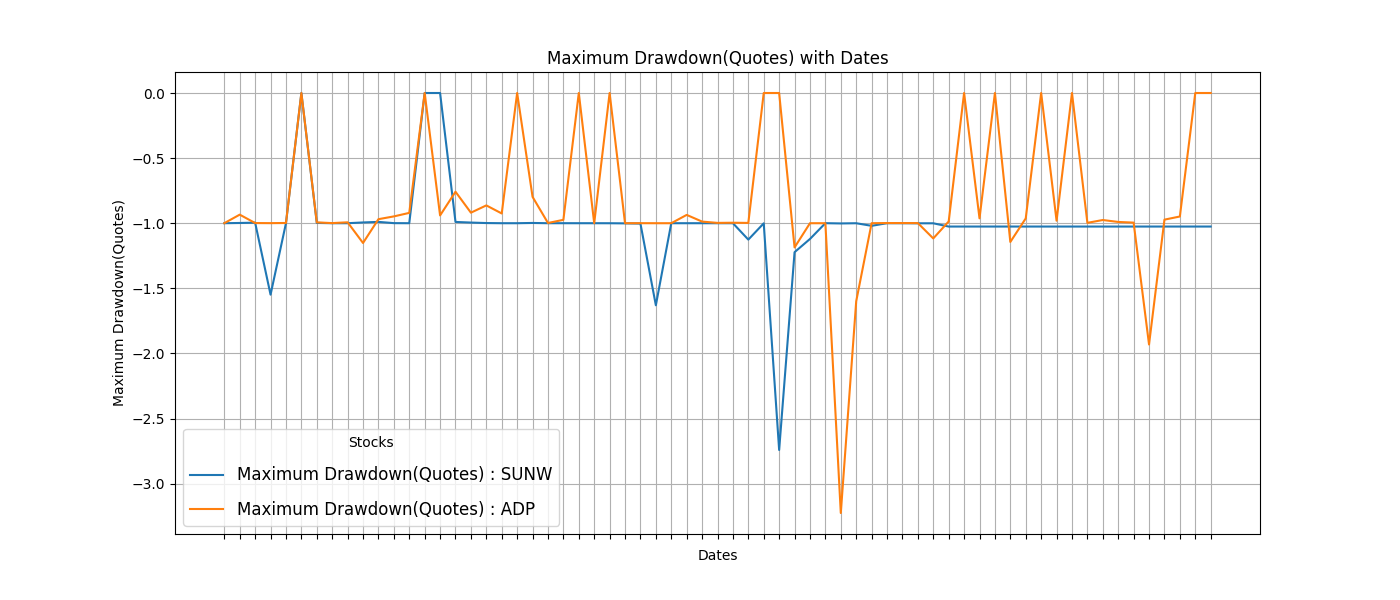 Maximum Drawdown(Quotes) with Dates
Maximum Drawdown(Quotes)
0.0
−0.5
−1.0
−1.5
−2.0
−2.5
−3.0
Stocks
Maximum Drawdown(Quotes) : SUNW
Maximum Drawdown(Quotes) : ADP
Dates